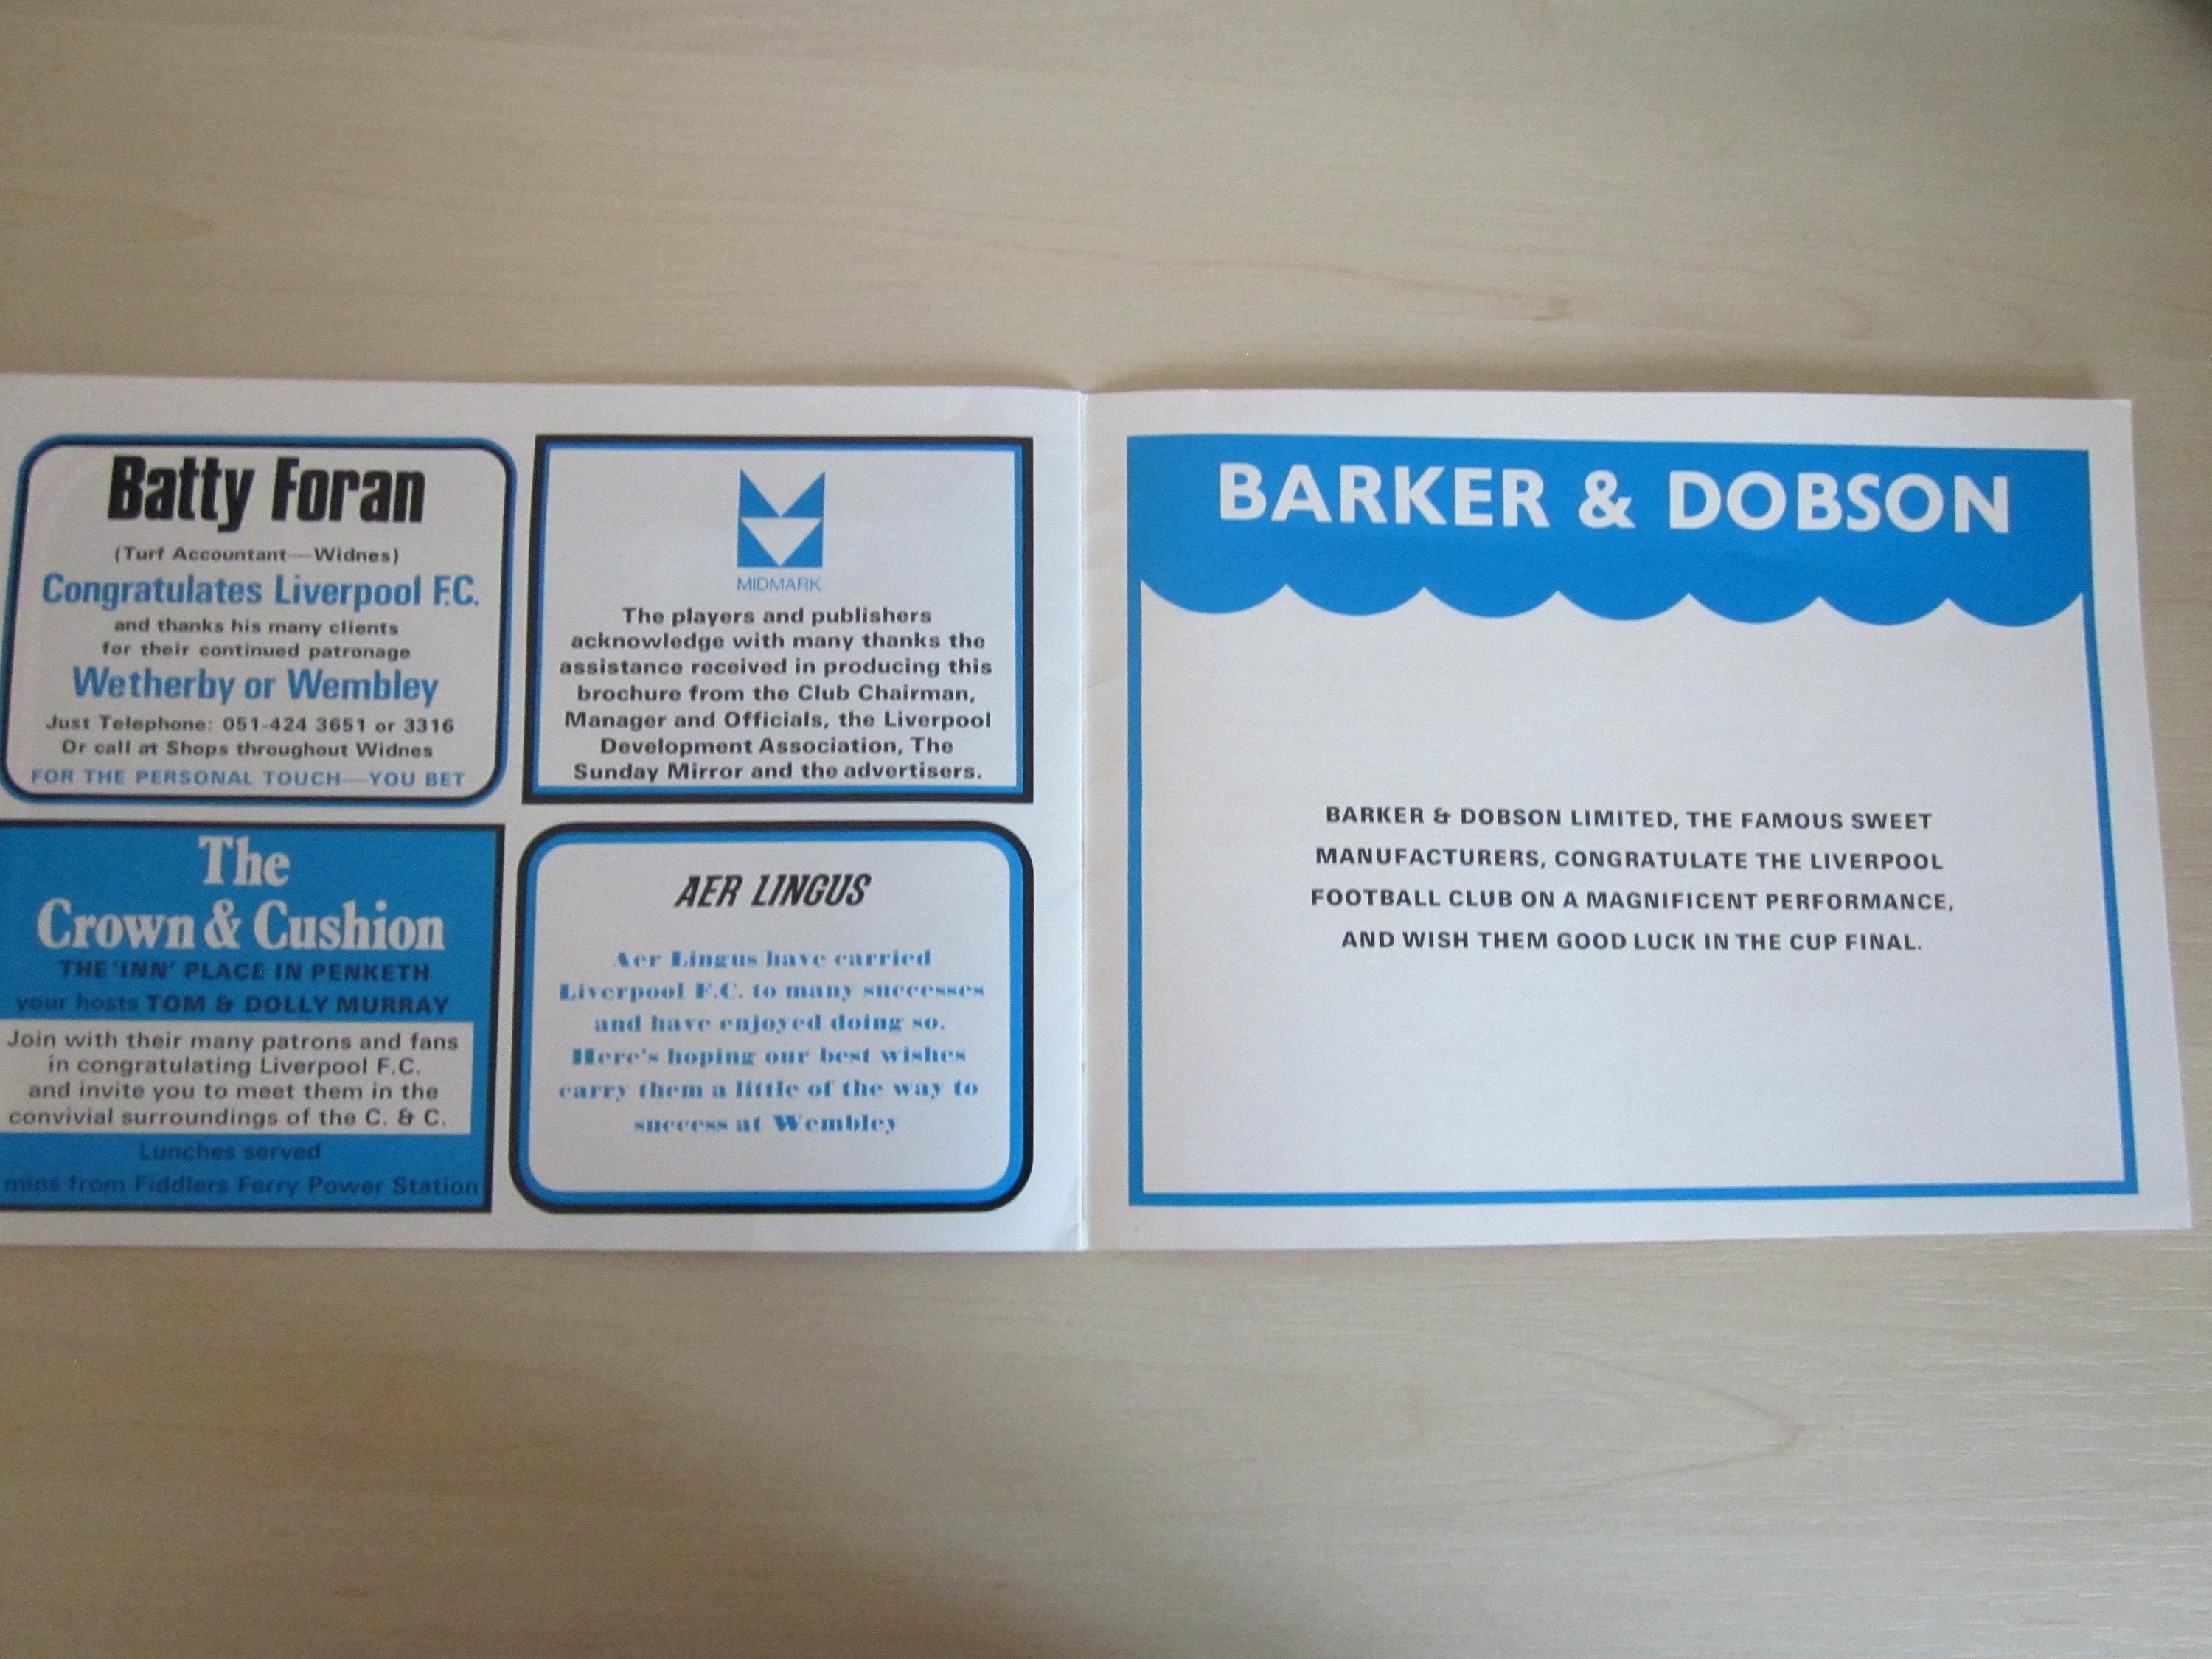 Batty Foran
(Turf Accountant—Widnes)
Congratulates Liverpool F.C.
and thanks his many clients
for their continued patronage
Wetherby or Wembley
Just Telephone: 051-424 3651 or 3316
Or call at Shops throughout Widnes
FOR THE PERSONAL TOUCH—YOU BET
MIDMARK
The players and publishers
acknowledge with many thanks the
assistance received in producing this
brochure from the Club Chairman,
Manager and Officials, the Liverpool
Development Association, The
Sunday Mirror and the advertisers.
The
Crown & Cushion
THE 'INN' PLACE IN PENKETH
your hosts TOM & DOLLY MURRAY
Join with their many patrons and fans
in congratulating Liverpool F.C.
and invite you to meet them in the
convivial surroundings of the C. & C.
Lunches served
mins from Fiddlers Ferry Power Station
AER LINGUS
Aer Lingus have carried
Liverpool F.C. to many successes
and have enjoyed doing so.
Here's hoping our best wishes
carry them a little of the way to
success at Wembley
BARKER & DOBSON
BARKER & DOBSON LIMITED, THE FAMOUS SWEET
MANUFACTURERS, CONGRATULATE THE LIVERPOOL
FOOTBALL CLUB ON A MAGNIFICENT PERFORMANCE,
AND WISH THEM GOOD LUCK IN THE CUP FINAL.